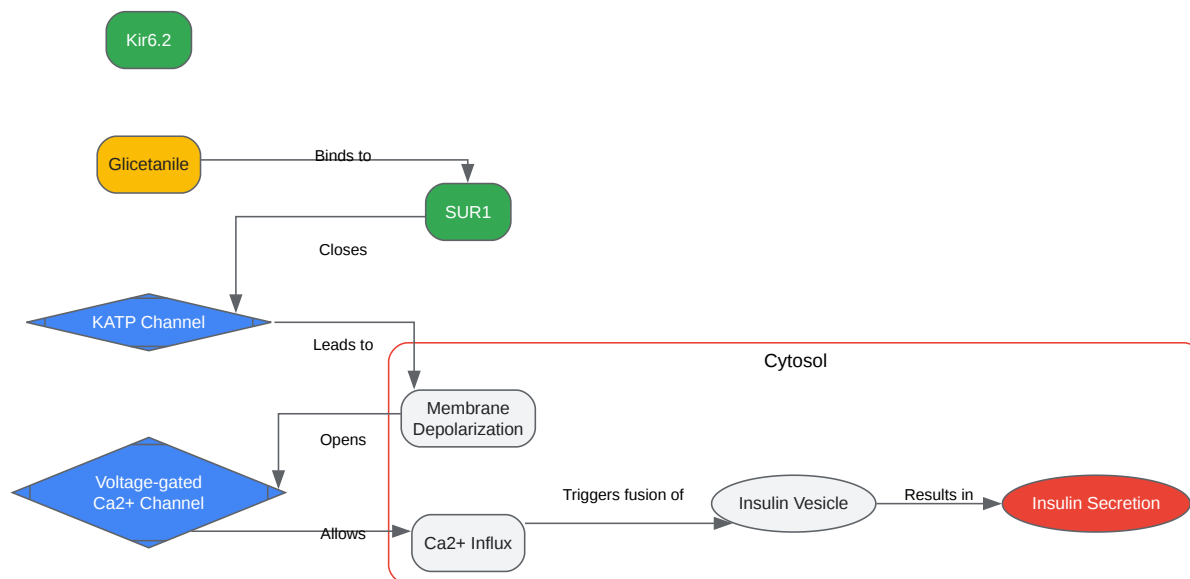 Kir6.2
Glicetanile
Binds to
SUR1
Closes
KATP Channel
Leads to
Cytosol
Membrane
Depolarization
Opens
Voltage-gated
Ca2+ Channel
Triggers fusion of
Insulin Vesicle
Results in
Insulin Secretion
Allows
Ca2+ Influx